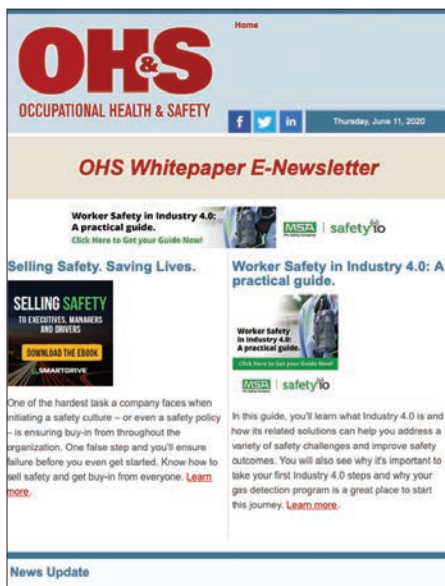 Home
OH&S
OCCUPATIONAL HEALTH & SAFETY
f in
Thursday, June 11, 2020
OHS Whitepaper E-Newsletter
Worker Safety in Industry 4.0:
A practical guide.
Click Here to Get your Guide Now!
MSA
The Safety Company
safety io
Selling Safety. Saving Lives.
SELLING SAFETY
TO EXECUTIVES, MANAGERS
AND DRIVERS
DOWNLOAD THE EBOOK
SMARTDRIVE
One of the hardest task a company faces when
initiating a safety culture – or even a safety policy
– is ensuring buy-in from throughout the
organization. One false step and you'll ensure
failure before you even get started. Know how to
sell safety and get buy-in from everyone. Learn
more.
Worker Safety in Industry 4.0: A
practical guide.
Worker Safety
in Industry 4.0:
A practical guide.
Click Here to Get your Guide Now!
MSA
safety io
In this guide, you'll learn what Industry 4.0 is and
how its related solutions can help you address a
variety of safety challenges and improve safety
outcomes. You will also see why it's important to
take your first Industry 4.0 steps and why your
gas detection program is a great place to start
this journey. Learn more.
News Update